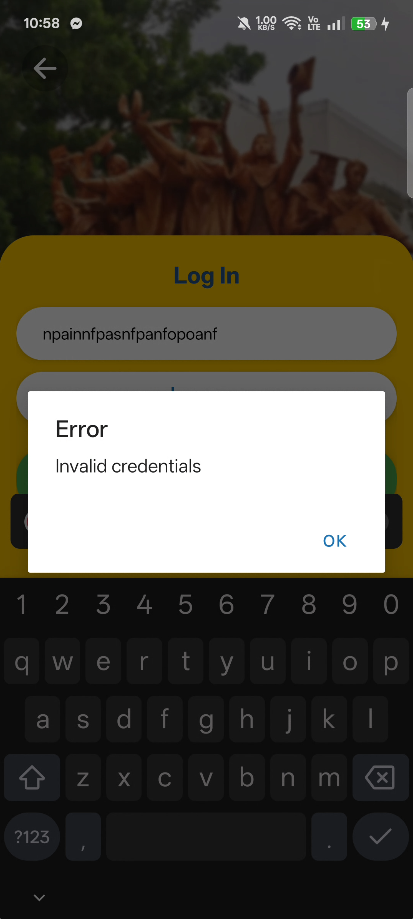 10:58
1.00
KB/S
Vo
LTE
53
Log In
npainnfpasnfpanfopoanf
Error
Invalid credentials
OK
1 2 3 4 5 6 7 8 9 0
q w e r t y u i o p
a s d f g h j k l
z x c v b n m
?123 , .